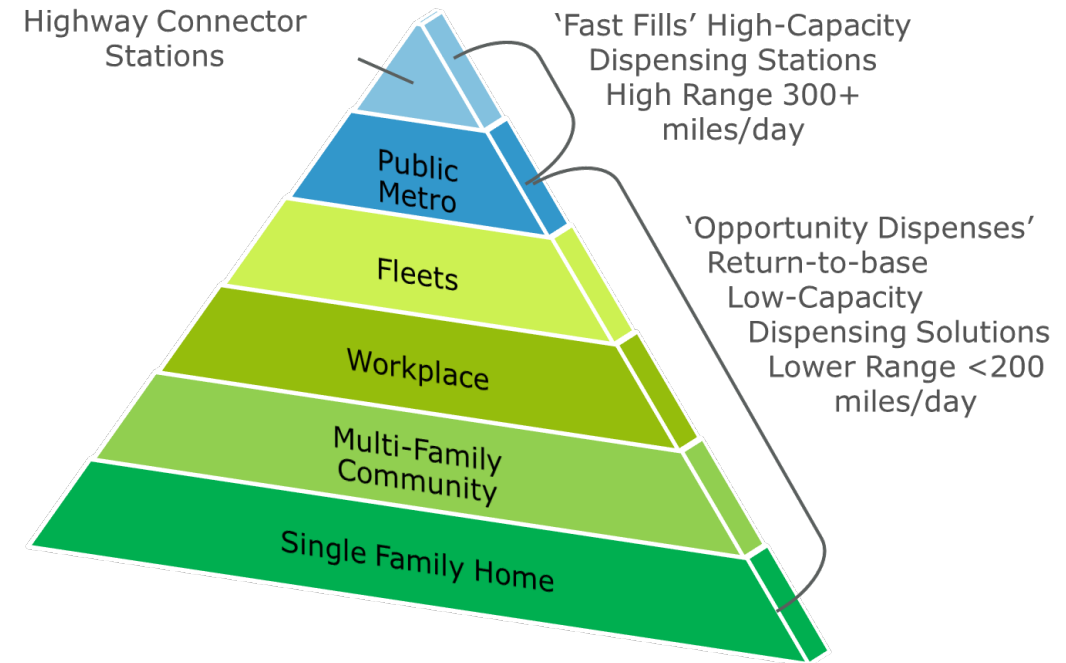 Highway Connector
Stations
‘Fast Fills’ High-Capacity
Dispensing Stations
High Range 300+
miles/day
Public
Metro
Fleets
Workplace
Multi-Family
Community
Single Family Home
‘Opportunity Dispenses’
Return-to-base
Low-Capacity
Dispensing Solutions
Lower Range <200
miles/day